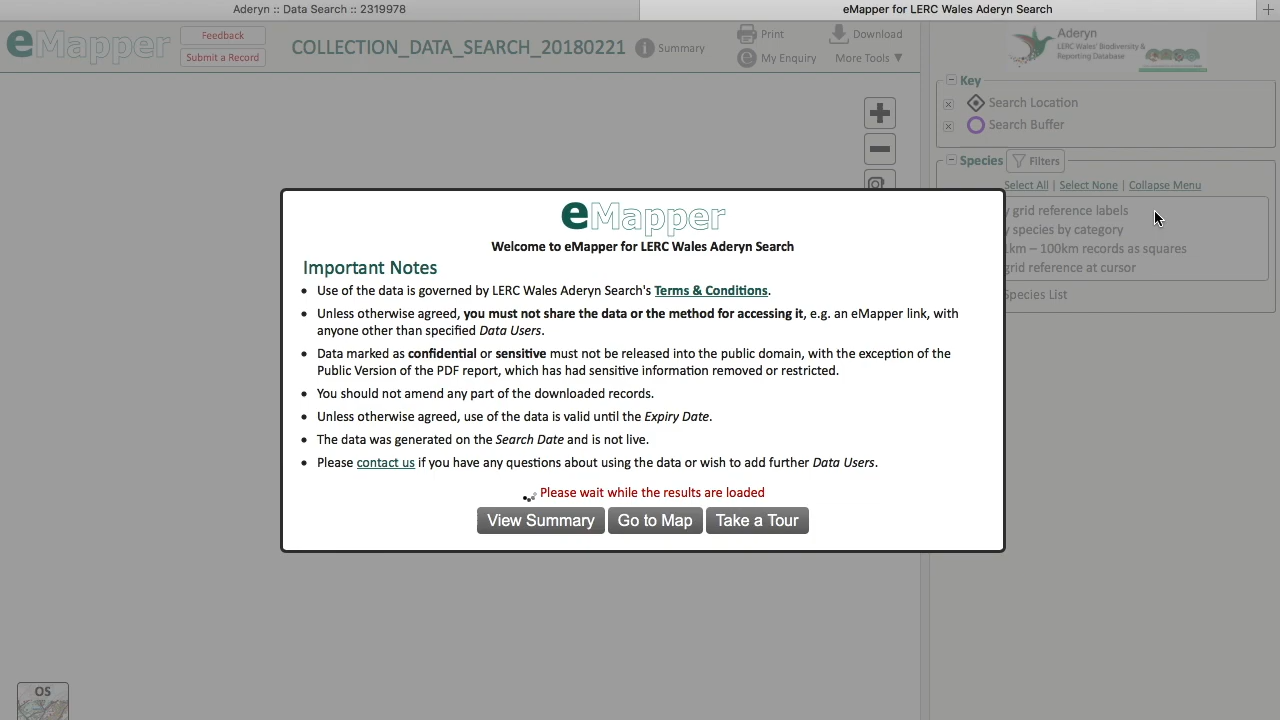 Aderyn :: Data Search :: 2319978
eMapper for LERC Wales Aderyn Search
eMapper
Feedback
Submit a Record
COLLECTION_DATA_SEARCH_20180221
Summary
Print
Download
My Enquiry
More Tools ▼
Aderyn
LERC Wales' Biodiversity &
Reporting Database
Key
Search Location
Search Buffer
Species
Filters
Select All | Select None | Collapse Menu
y grid reference labels
y species by category
1km – 100km records as squares
grid reference at cursor
Species List
eMapper
Welcome to eMapper for LERC Wales Aderyn Search
Important Notes
• Use of the data is governed by LERC Wales Aderyn Search's Terms & Conditions.
• Unless otherwise agreed, you must not share the data or the method for accessing it, e.g. an eMapper link, with
anyone other than specified Data Users.
• Data marked as confidential or sensitive must not be released into the public domain, with the exception of the
Public Version of the PDF report, which has had sensitive information removed or restricted.
• You should not amend any part of the downloaded records.
• Unless otherwise agreed, use of the data is valid until the Expiry Date.
• The data was generated on the Search Date and is not live.
• Please contact us if you have any questions about using the data or wish to add further Data Users.
Please wait while the results are loaded
View Summary
Go to Map
Take a Tour
OS